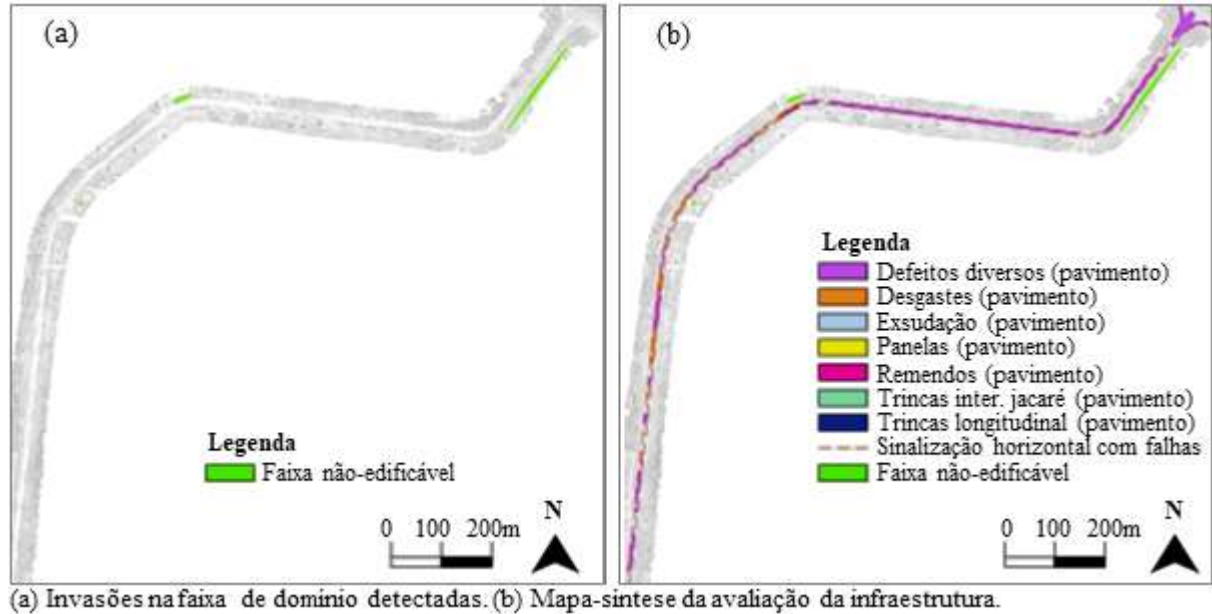 (a)
Legenda
Faixa não-edificável
0 100 200m
N
(b)
Legenda
Defeitos diversos (pavimento)
Desgastes (pavimento)
Exsudação (pavimento)
Panelas (pavimento)
Remendos (pavimento)
Trincas inter. jacaré (pavimento)
Trincas longitudinal (pavimento)
Sinalização horizontal com falhas
Faixa não-edificável
0 100 200m
N
(a) Invasões na faixa de domínio detectadas. (b) Mapa-síntese da avaliação da infraestrutura.